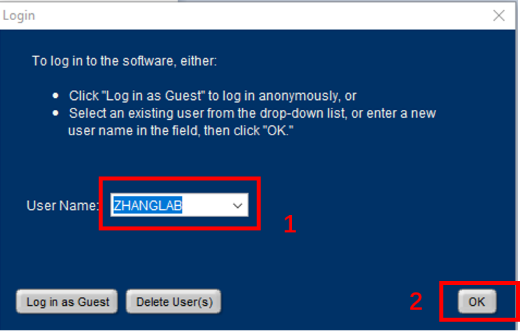 Login
To log in to the software, either:
• Click "Log in as Guest" to log in anonymously, or
• Select an existing user from the drop-down list, or enter a new
user name in the field, then click "OK."
User Name: ZHANGLAB
1
Log in as Guest Delete User(s) 2 OK